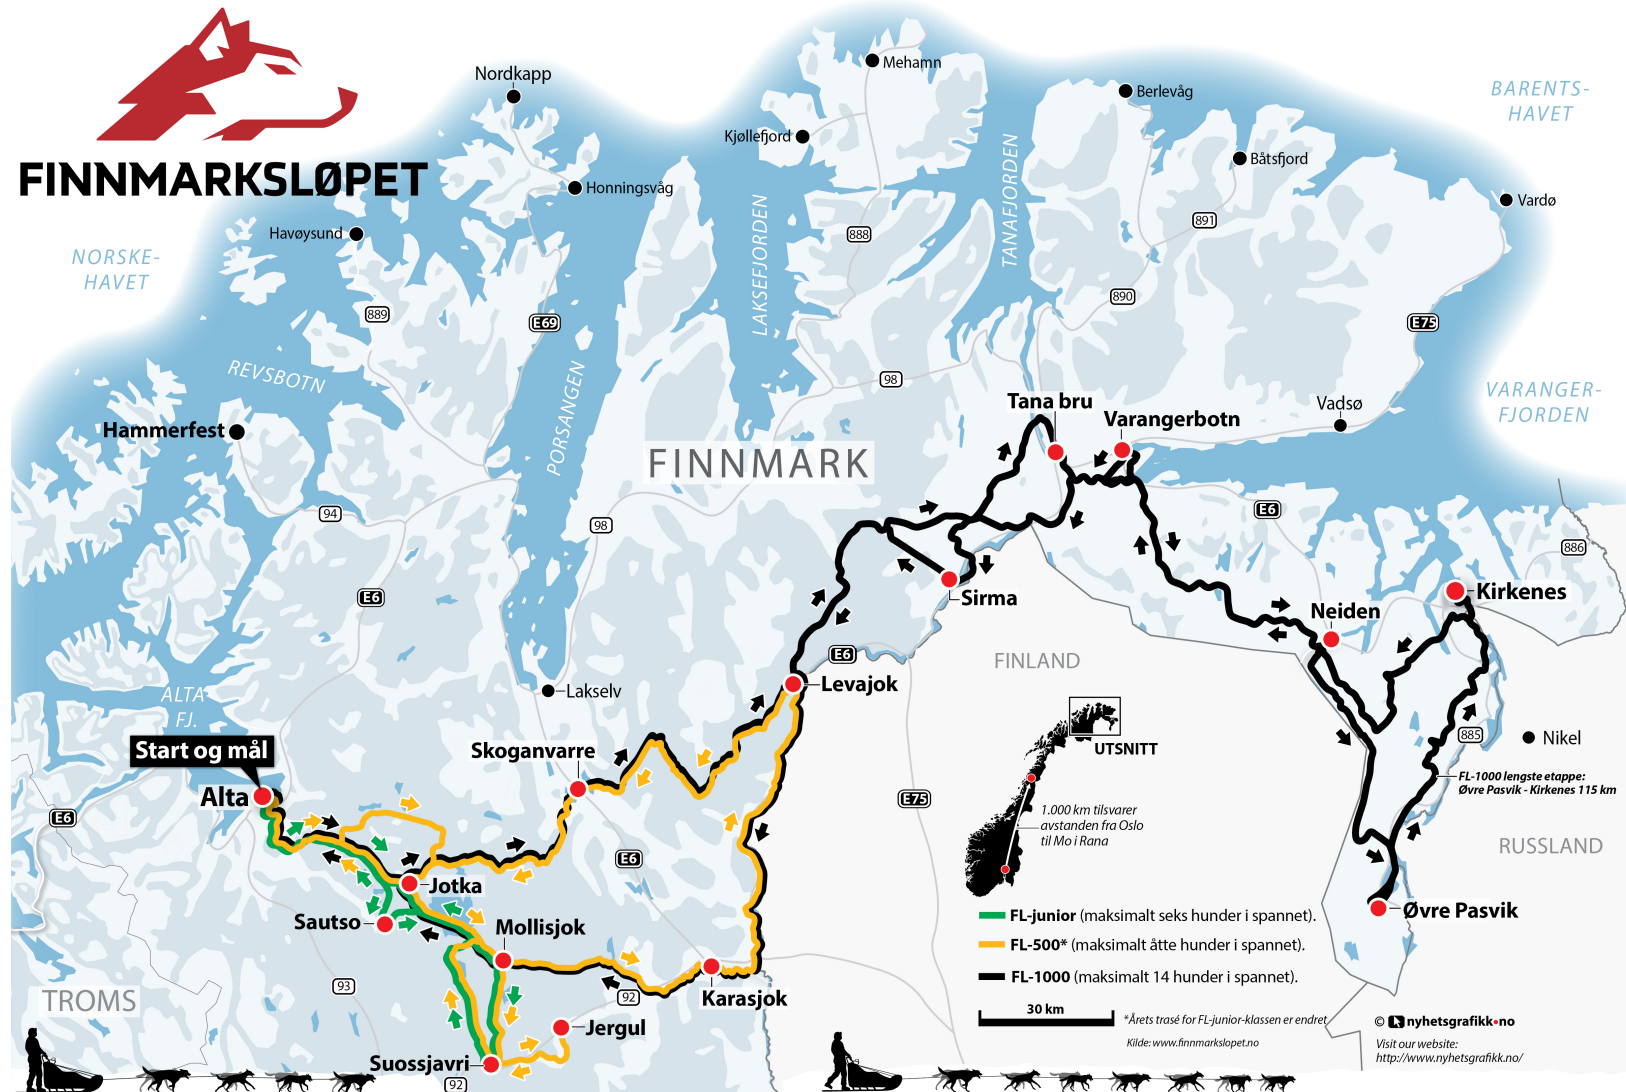 FINNMARKSLØPET
Nordkapp
Mehamn
Berlevåg
BARENTS-
HAVET
Kjøllefjord
Båtsfjord
Honningsvåg
Vardø
Havøysund
NORSKE-
HAVET
LAKSEFJORDEN
TANAFJORDEN
888
891
890
889
E69
E75
REVSBOTN
PORSANGEN
98
VARANGER-
FJORDEN
Vadsø
Tana bru
Varangerbotn
Hammerfest
FINNMARK
94
98
E6
886
E6
Sirma
Kirkenes
Neiden
E6
FINLAND
Levajok
Lakselv
ALTA
FJ.
Start og mål
Skoganvarre
UTSNITT
885
Nikel
FL-1000 lengste etappe:
Øvre Pasvik - Kirkenes 115 km
Alta
E75
E6
1.000 km tilsvarer
avstanden fra Oslo
til Mo i Rana
RUSSLAND
E6
Jotka
Sautso
Mollisjok
Øvre Pasvik
FL-junior (maksimalt seks hunder i spannet).
FL-500* (maksimalt åtte hunder i spannet).
FL-1000 (maksimalt 14 hunder i spannet).
93
92
Karasjok
TROMS
30 km
*Årets trasé for FL-junior-klassen er endret
Kilde: www.finnmarkslopet.no
Jergul
© nyhetsgrafikk•no
Visit our website:
http://www.nyhetsgrafikk.no/
Suossjavri
92